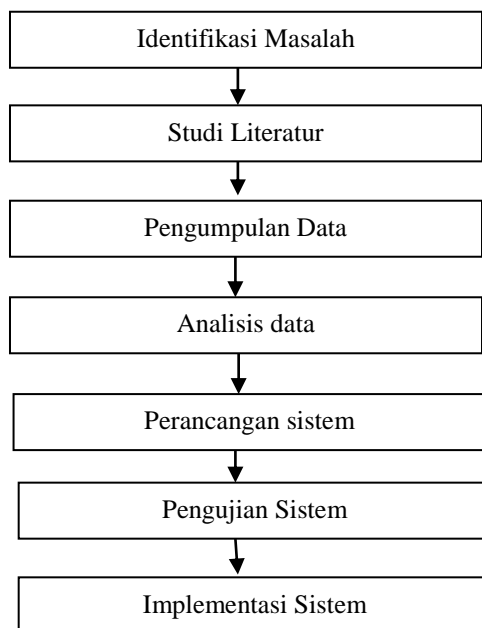 Identifikasi Masalah
Studi Literatur
Pengumpulan Data
Analisis data
Perancangan sistem
Pengujian Sistem
Implementasi Sistem